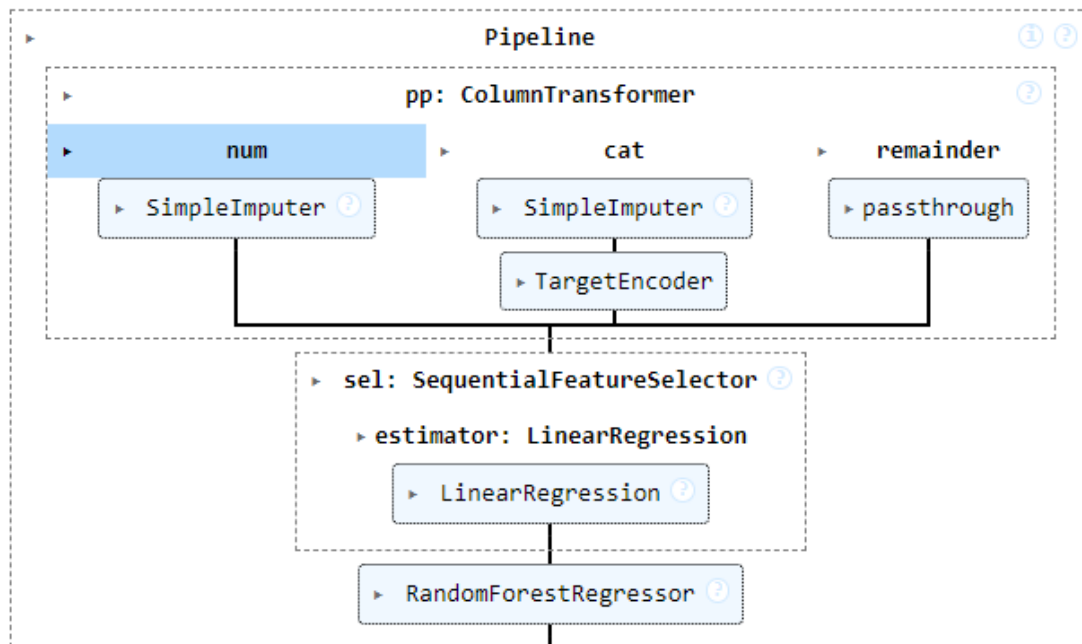 Pipeline i ?
pp: ColumnTransformer ?
num cat remainder
SimpleImputer ? SimpleImputer ? passthrough
TargetEncoder
sel: SequentialFeatureSelector ?
estimator: LinearRegression
LinearRegression ?
RandomForestRegressor ?